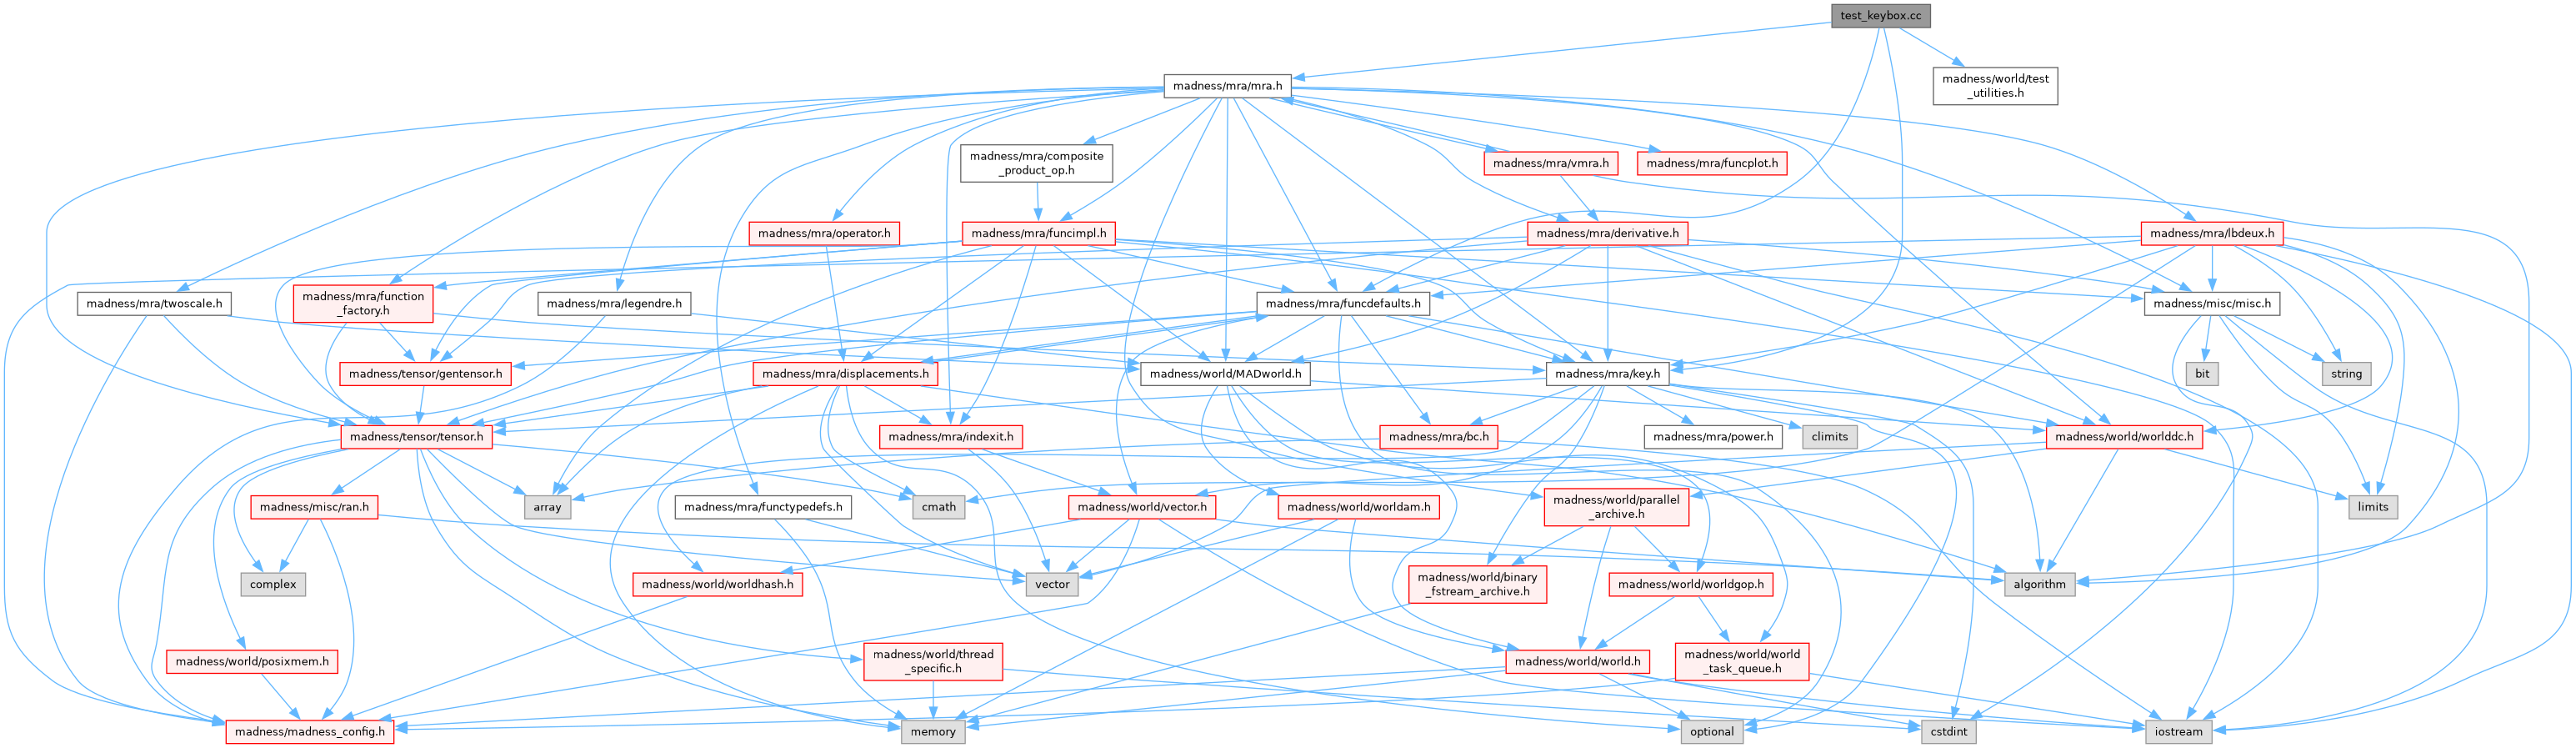 test_keybox.cc
madness/mra/mra.h
madness/world/test
_utilities.h
madness/mra/composite
_product_op.h
madness/mra/vmra.h
madness/mra/funcplot.h
madness/mra/operator.h
madness/mra/funcimpl.h
madness/mra/derivative.h
madness/mra/lbdeux.h
madness/mra/twoscale.h
madness/mra/function
_factory.h
madness/mra/legendre.h
madness/mra/funcdefaults.h
madness/misc/misc.h
madness/tensor/gentensor.h
madness/mra/displacements.h
madness/world/MADworld.h
madness/mra/key.h
bit
string
madness/tensor/tensor.h
madness/mra/indexit.h
madness/mra/bc.h
madness/mra/power.h
climits
madness/world/worlddc.h
madness/misc/ran.h
array
madness/mra/functypedefs.h
cmath
madness/world/vector.h
madness/world/worldam.h
madness/world/parallel
_archive.h
limits
complex
madness/world/worldhash.h
vector
madness/world/binary
_fstream_archive.h
madness/world/worldgop.h
algorithm
madness/world/posixmem.h
madness/world/thread
_specific.h
madness/world/world.h
madness/world/world
_task_queue.h
madness/madness_config.h
memory
optional
cstdint
iostream